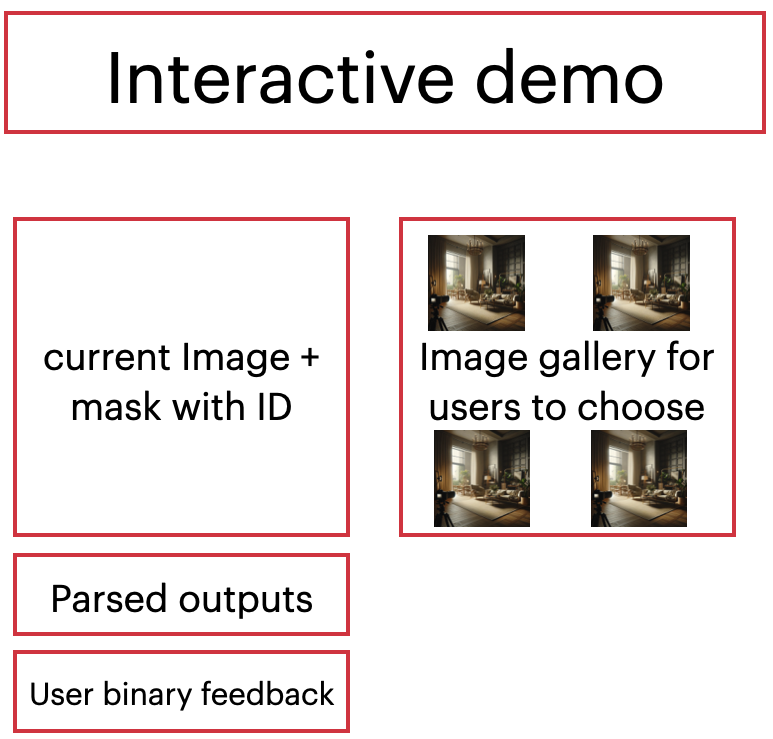 Interactive demo
current Image +
mask with ID
Image gallery for
users to choose
Parsed outputs
User binary feedback